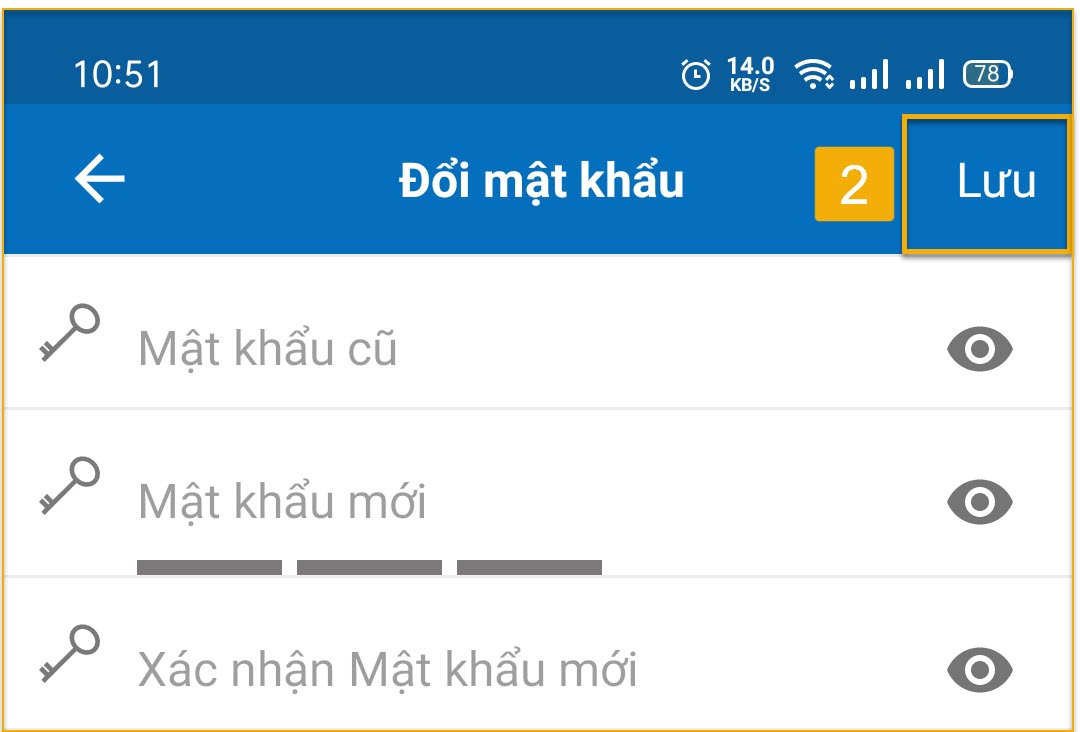 10:51 14.0 KB/S 78
Đổi mật khẩu 2 Lưu
Mật khẩu cũ
Mật khẩu mới
Xác nhận Mật khẩu mới